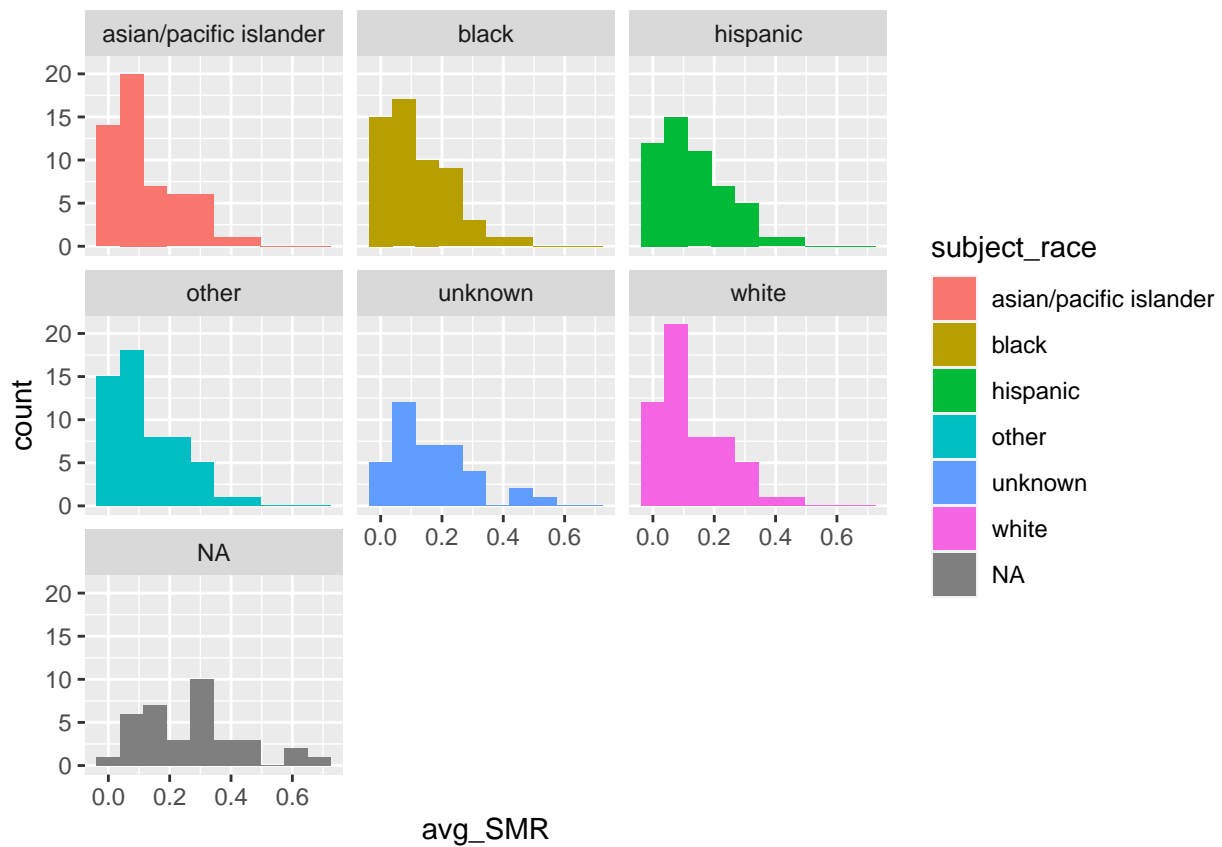 asian/pacific islander
black
hispanic
20
15
10
5
0
other
unknown
white
20
15
10
5
0
0.0 0.2 0.4 0.6
0.0 0.2 0.4 0.6
NA
20
15
10
5
0
0.0 0.2 0.4 0.6
count
avg_SMR
subject_race
asian/pacific islander
black
hispanic
other
unknown
white
NA